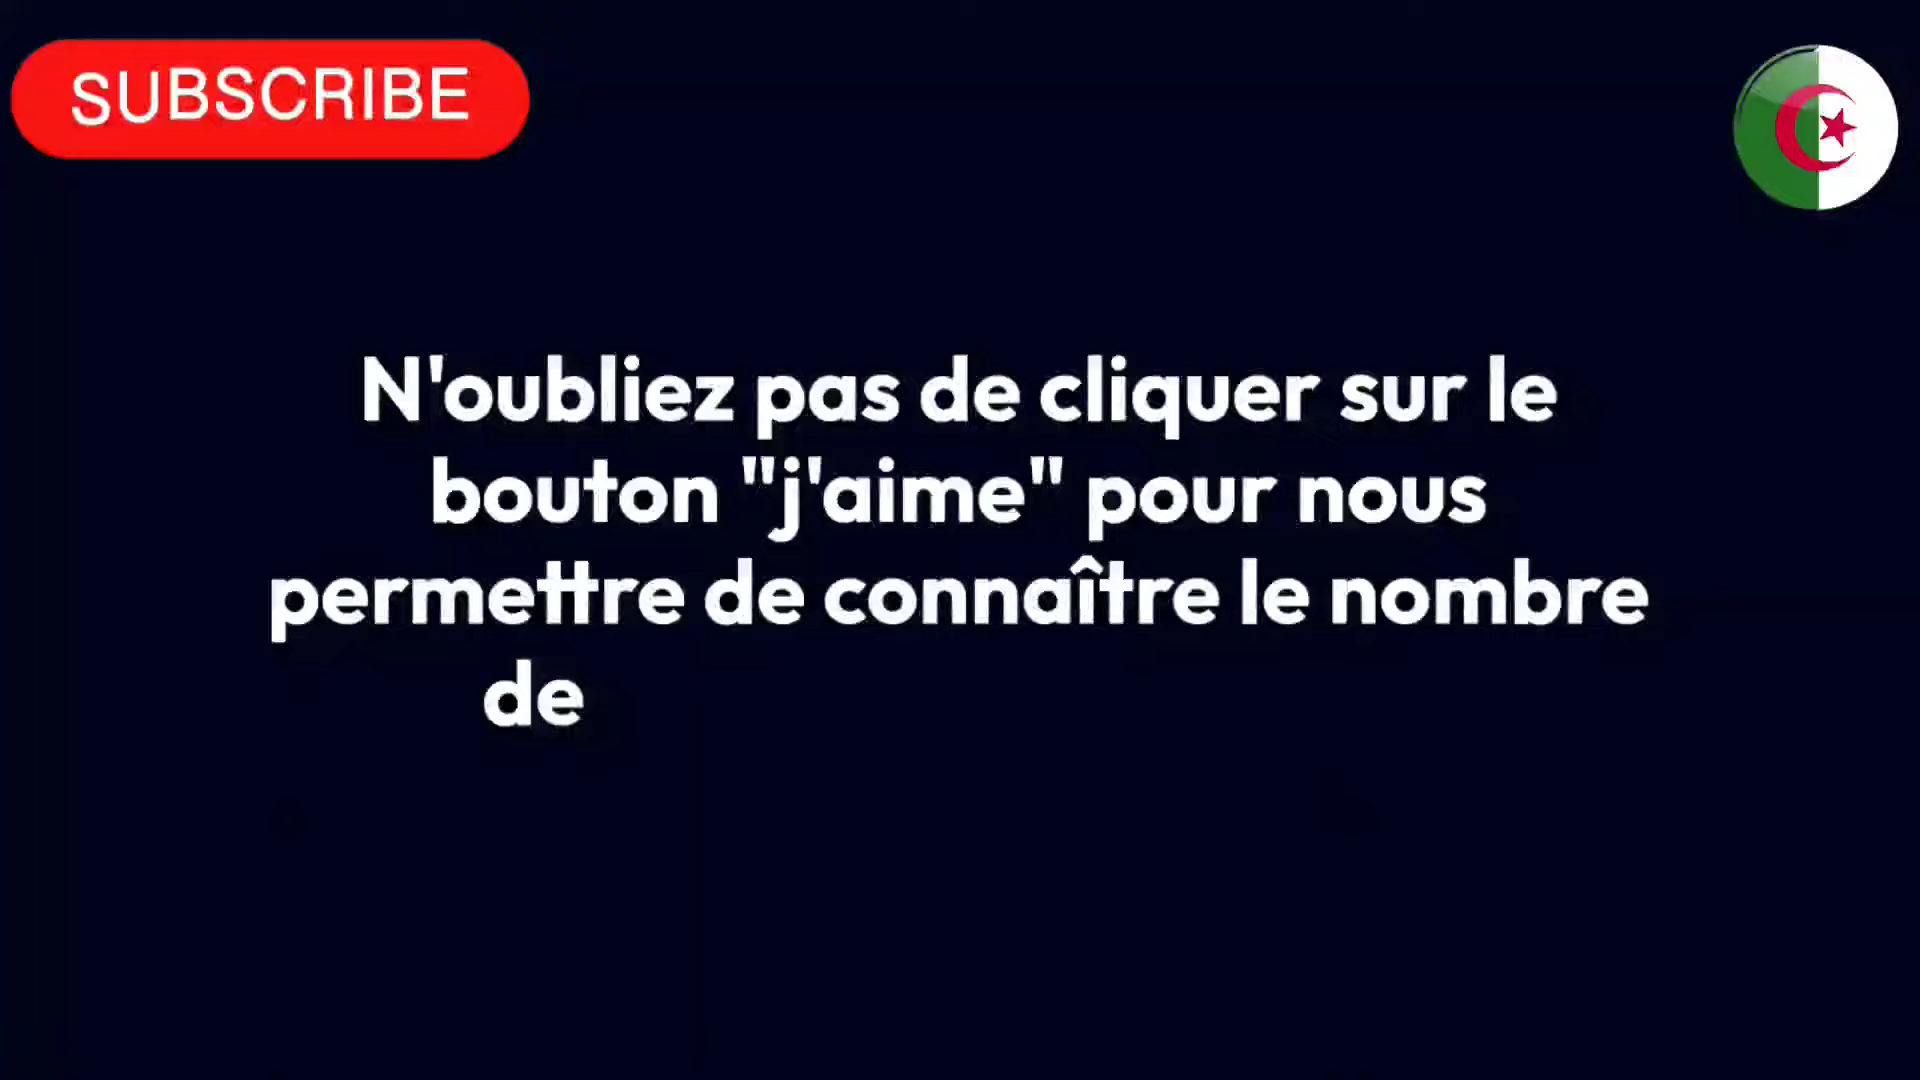 SUBSCRIBE
N'oubliez pas de cliquer sur le
bouton "j'aime" pour nous
permettre de connaître le nombre
de